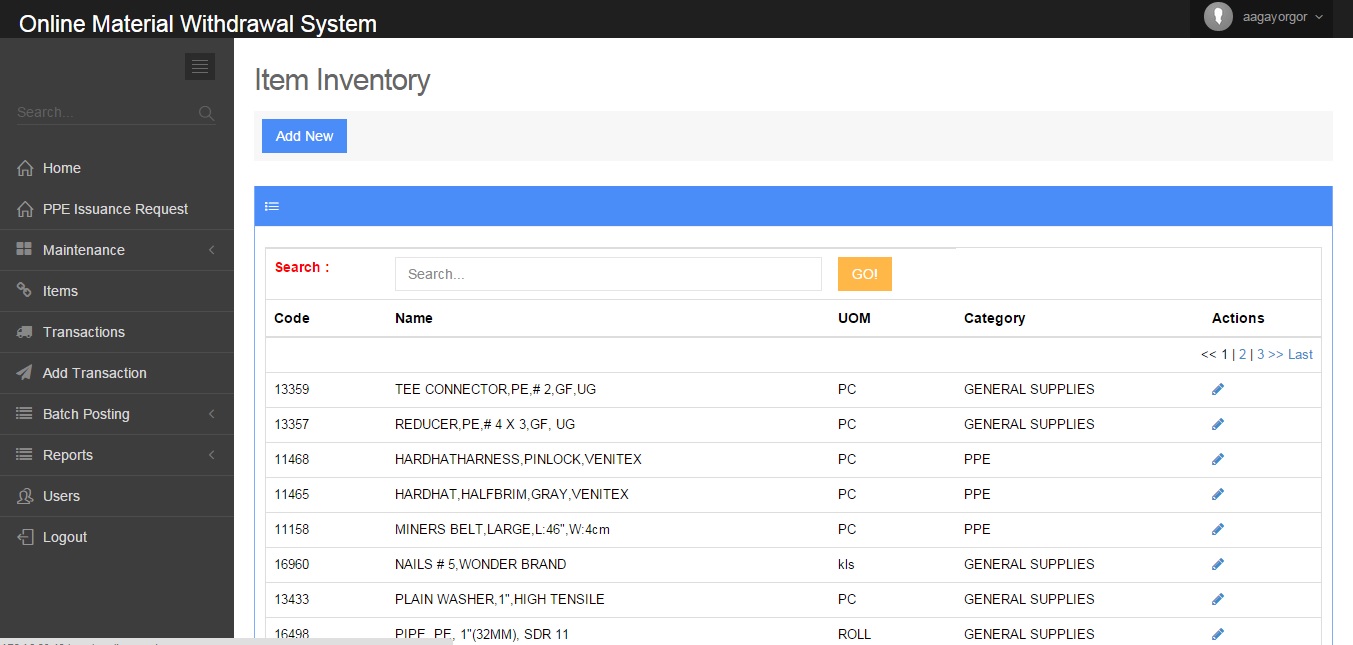 Online Material Withdrawal System
aagayorgor
Search...
Home
PPE Issuance Request
Maintenance
Items
Transactions
Add Transaction
Batch Posting
Reports
Users
Logout
Item Inventory
Add New
Search :
Search...
GO!
Code Name UOM Category Actions
<< 1 | 2 | 3 >> Last
13359 TEE CONNECTOR,PE,# 2,GF,UG PC GENERAL SUPPLIES
13357 REDUCER,PE,# 4 X 3,GF, UG PC GENERAL SUPPLIES
11468 HARDHATHARNESS,PINLOCK,VENITEX PC PPE
11465 HARDHAT,HALFBRIM,GRAY,VENITEX PC PPE
11158 MINERS BELT,LARGE,L:46",W:4cm PC PPE
16960 NAILS # 5,WONDER BRAND kls GENERAL SUPPLIES
13433 PLAIN WASHER,1",HIGH TENSILE PC GENERAL SUPPLIES
16498 PIPE, PE, 1"(32MM), SDR 11 ROLL GENERAL SUPPLIES